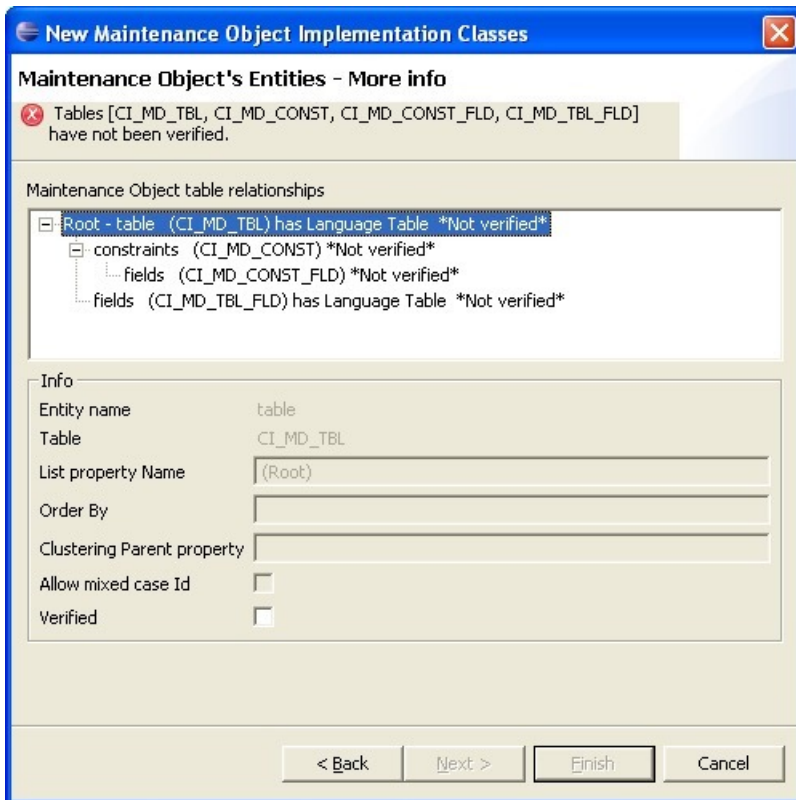 New Maintenance Object Implementation Classes
Maintenance Object's Entities - More info
Tables [CI_MD_TBL, CI_MD_CONST, CI_MD_CONST_FLD, CI_MD_TBL_FLD]
have not been verified.
Maintenance Object table relationships
Root - table (CI_MD_TBL) has Language Table *Not verified*
constraints (CI_MD_CONST) *Not verified*
fields (CI_MD_CONST_FLD) *Not verified*
fields (CI_MD_TBL_FLD) has Language Table *Not verified*
Info
Entity name table
Table CI_MD_TBL
List property Name (Root)
Order By
Clustering Parent property
Allow mixed case Id
Verified
< Back Next > Finish Cancel